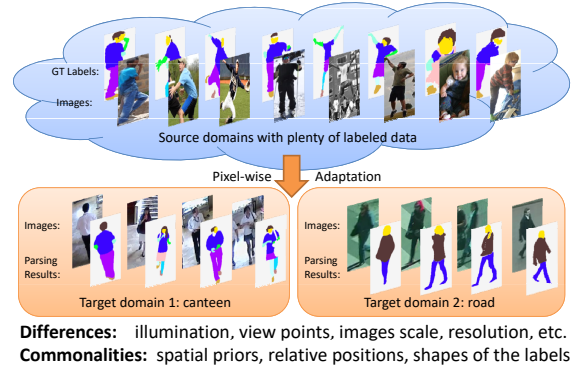 GT Labels:
Images:
Source domains with plenty of labeled data
Pixel-wise Adaptation
Images:
Parsing
Results:
Target domain 1: canteen
Images:
Parsing
Results:
Target domain 2: road
Differences: illumination, view points, images scale, resolution, etc.
Commonalities: spatial priors, relative positions, shapes of the labels